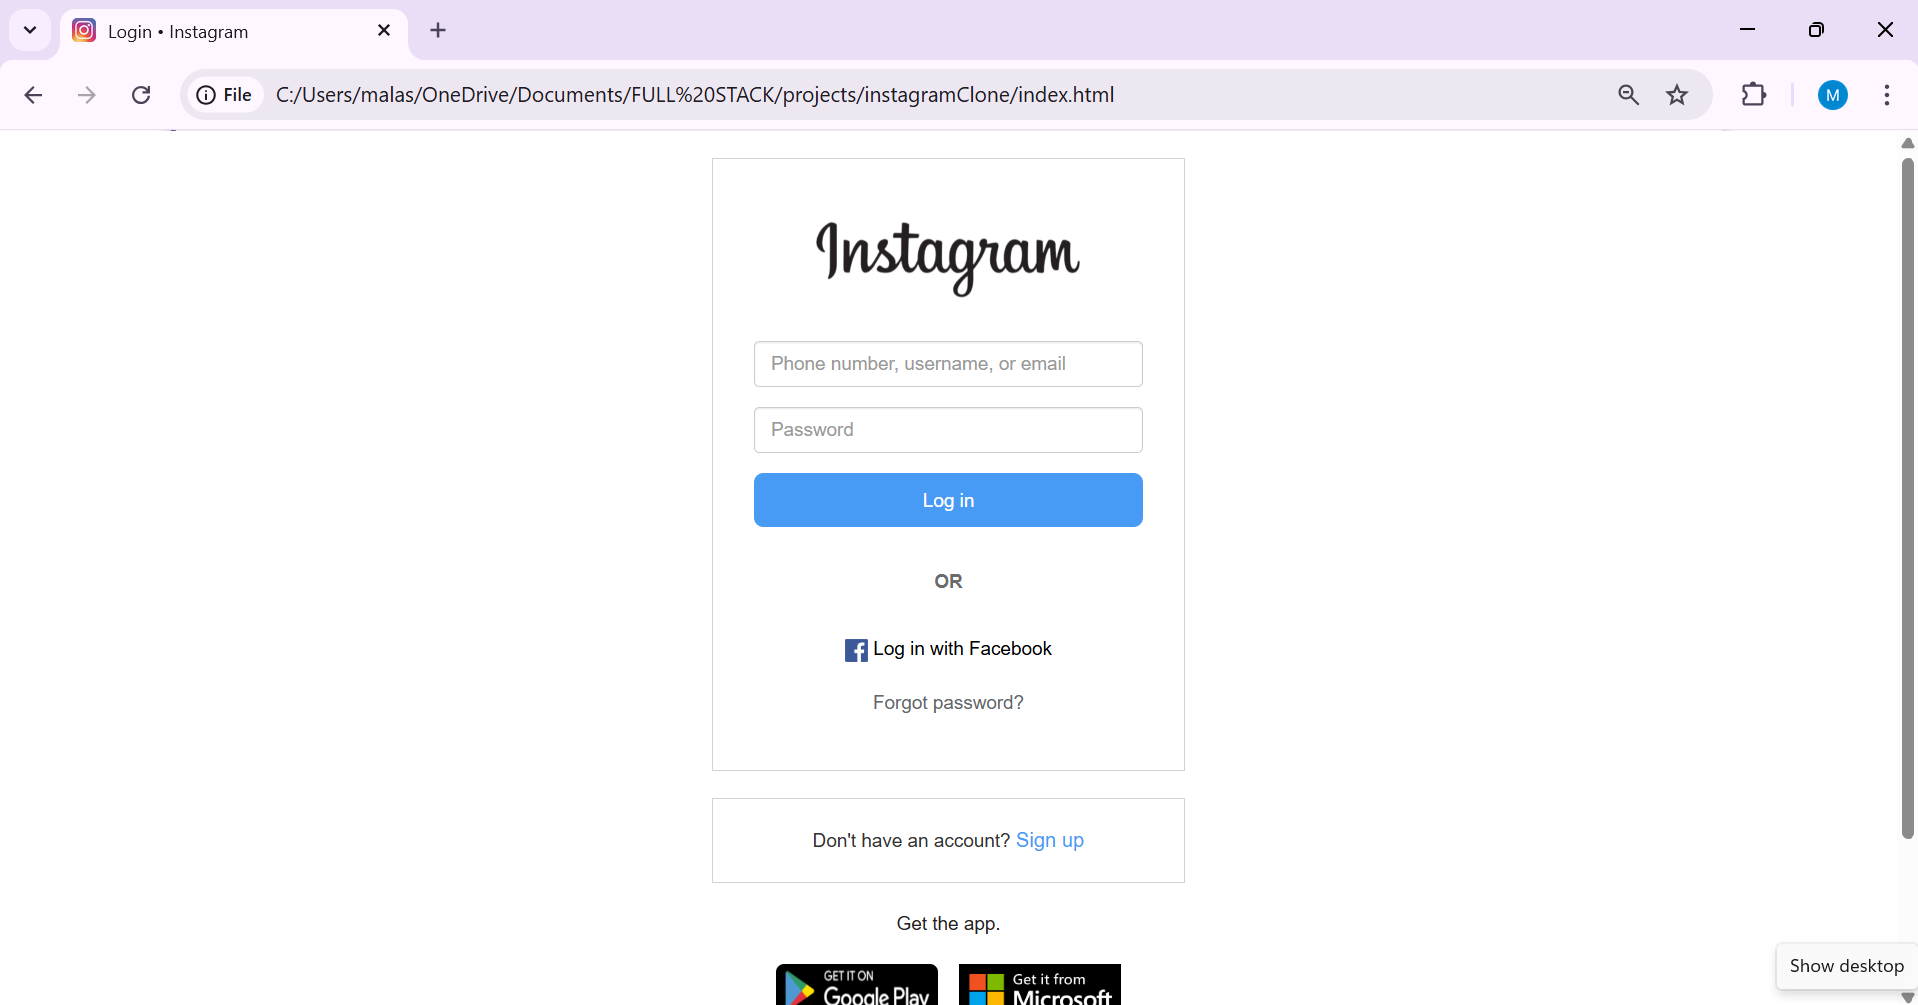 Login • Instagram
File
C:/Users/malas/OneDrive/Documents/FULL%20STACK/projects/instagramClone/index.html
M
Instagram
Phone number, username, or email
Password
Log in
OR
Log in with Facebook
Forgot password?
Don't have an account? Sign up
Get the app.
GET IT ON
Google Play
Get it from
Microsoft
Show desktop